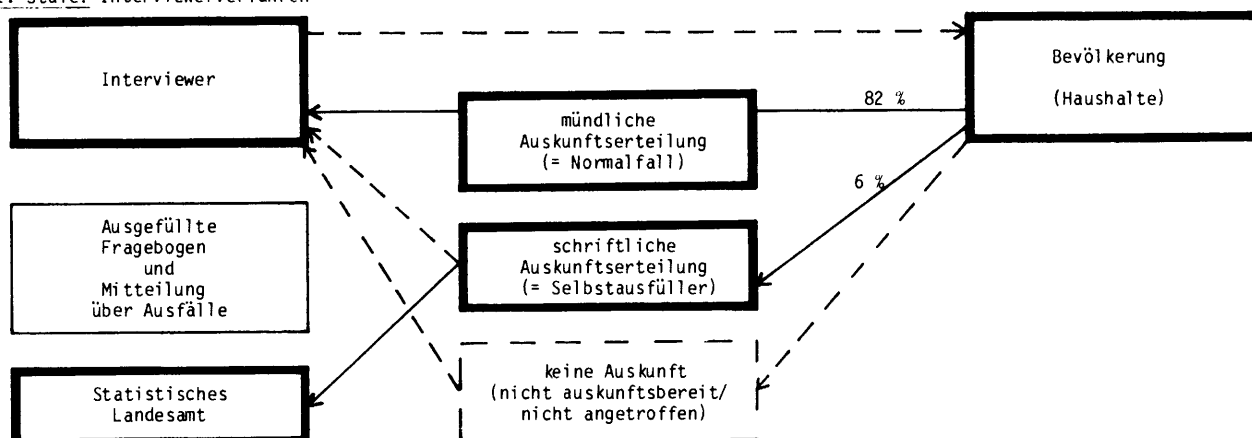 Interviewerverfahren
Interviewer
Bevölkerung
(Haushalte)
82 %
mündliche
Auskunftserteilung
(= Normalfall)
6 %
Ausgefüllte
Fragebogen
und
Mitteilung
über Ausfälle
schriftliche
Auskunftserteilung
(= Selbstausfüller)
keine Auskunft
(nicht auskunftsbereit/
nicht angetroffen)
Statistisches
Landesamt